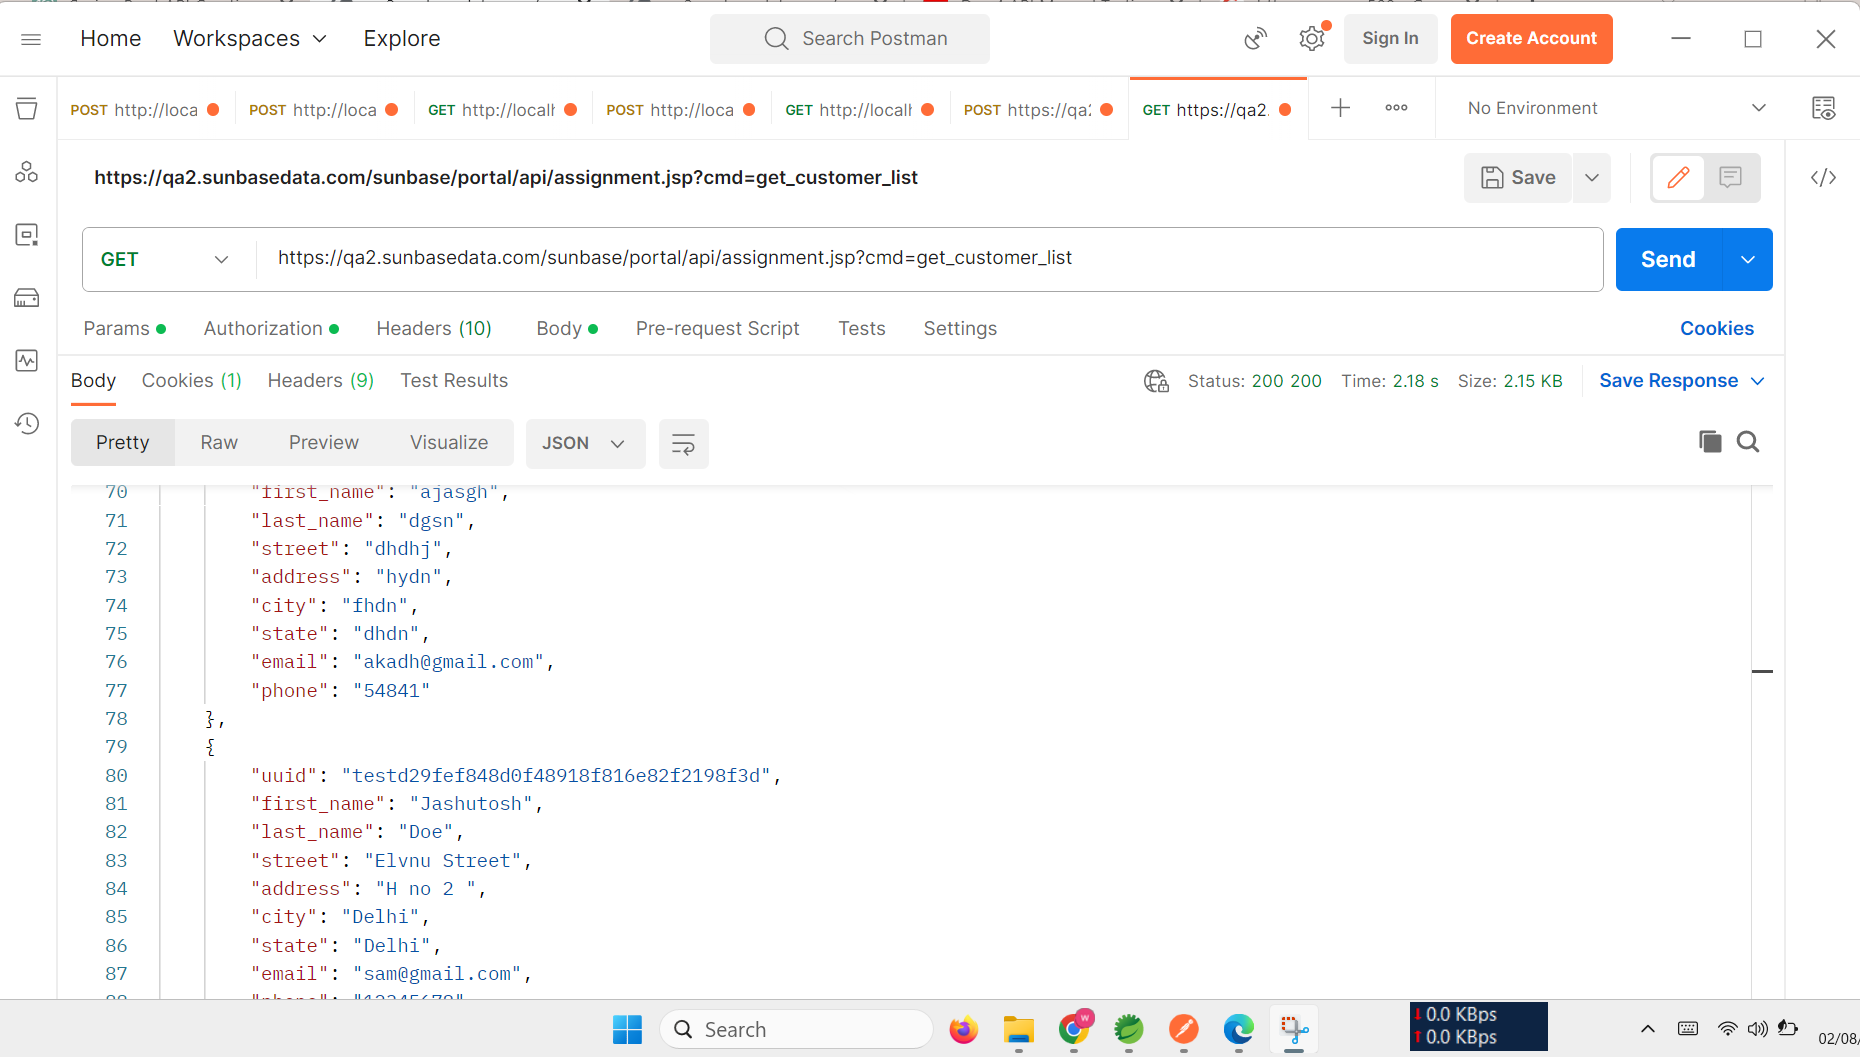 Home Workspaces Explore Search Postman Sign In Create Account
POST http://loca POST http://loca GET http://localh POST http://loca GET http://localh POST https://qa2 GET https://qa2. No Environment
https://qa2.sunbasedata.com/sunbase/portal/api/assignment.jsp?cmd=get_customer_list Save
GET https://qa2.sunbasedata.com/sunbase/portal/api/assignment.jsp?cmd=get_customer_list Send
Params Authorization Headers (10) Body Pre-request Script Tests Settings Cookies
Body Cookies (1) Headers (9) Test Results Status: 200 200 Time: 2.18 s Size: 2.15 KB Save Response
Pretty Raw Preview Visualize JSON
70 "first_name": "ajasgh",
71 "last_name": "dgsn",
72 "street": "dhdhj",
73 "address": "hydn",
74 "city": "fhdn",
75 "state": "dhdn",
76 "email": "akadh@gmail.com",
77 "phone": "54841"
78 },
79 {
80 "uuid": "testd29fef848d0f48918f816e82f2198f3d",
81 "first_name": "Jashutosh",
82 "last_name": "Doe",
83 "street": "Elvnu Street",
84 "address": "H no 2 ",
85 "city": "Delhi",
86 "state": "Delhi",
87 "email": "sam@gmail.com",
88 "phone": "12345678"
Search W 0.0 KBps
0.0 KBps
02/08/